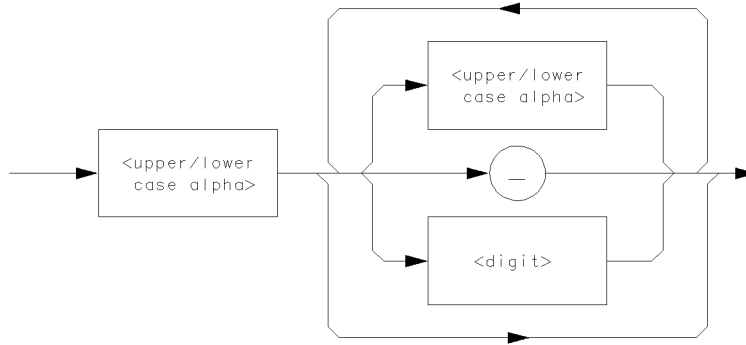 <upper/lower
case alpha>
<upper/lower
case alpha>
_
<digit>